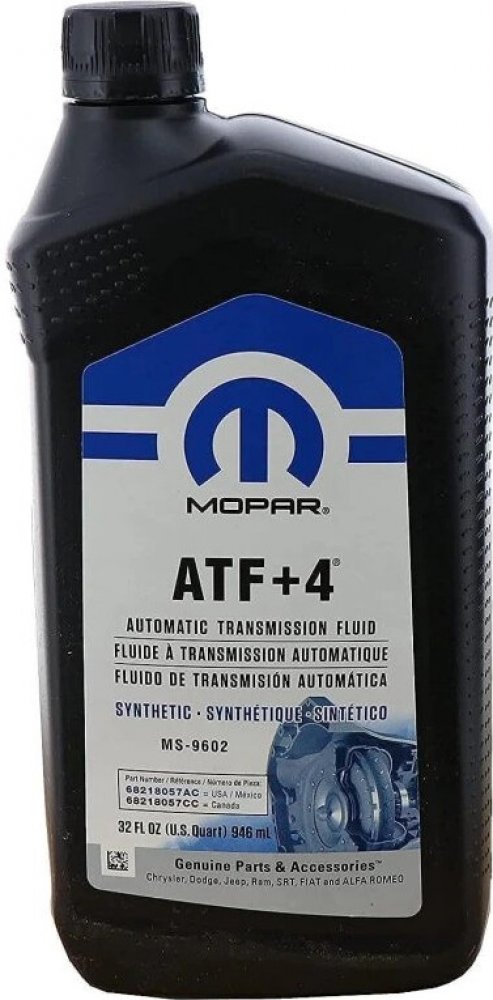 MOPAR®
ATF+4®
AUTOMATIC TRANSMISSION FLUID
FLUIDE À TRANSMISSION AUTOMATIQUE
FLUIDO DE TRANSMISIÓN AUTOMÁTICA
SYNTHETIC · SYNTHÉTIQUE · SINTÉTICO
MS-9602
Part Number / Référence / Número de Pieza:
68218057AC = USA / México
68218057CC = Canada
32 FL OZ (U.S. Quart) 946 mL
Genuine Parts & Accessories™
Chrysler, Dodge, Jeep, Ram, SRT, FIAT and ALFA ROMEO